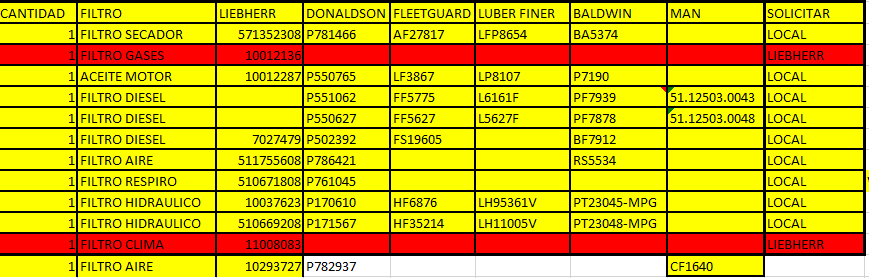 CANTIDAD FILTRO LIEBHERR DONALDSON FLEETGUARD LUBER FINER BALDWIN MAN SOLICITAR
1 FILTRO SECADOR 571352308 P781466 AF27817 LFP8654 BA5374 LOCAL
1 FILTRO GASES 10012136 LIEBHERR
1 ACEITE MOTOR 10012287 P550765 LF3867 LP8107 P7190 LOCAL
1 FILTRO DIESEL P551062 FF5775 L6161F PF7939 51.12503.0043 LOCAL
1 FILTRO DIESEL P550627 FF5627 L5627F PF7878 51.12503.0048 LOCAL
1 FILTRO DIESEL 7027479 P502392 FS19605 BF7912 LOCAL
1 FILTRO AIRE 511755608 P786421 RS5534 LOCAL
1 FILTRO RESPIRO 510671808 P761045 LOCAL
1 FILTRO HIDRAULICO 10037623 P170610 HF6876 LH95361V PT23045-MPG LOCAL
1 FILTRO HIDRAULICO 510669208 P171567 HF35214 LH11005V PT23048-MPG LOCAL
1 FILTRO CLIMA 11008083 LIEBHERR
1 FILTRO AIRE 10293727 P782937 CF1640